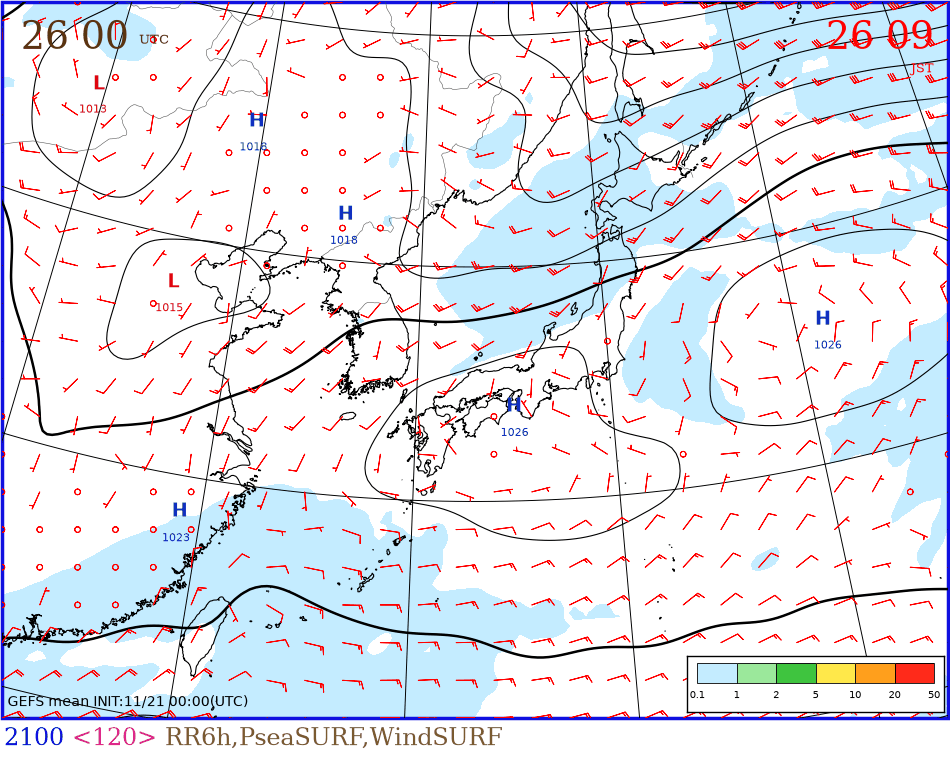 26 00 UTC
26 09
JST
L
1013
H
1018
H
1018
L
1015
H
1026
H
1026
H
1023
0.1 1 2 5 10 20 50
GEFS mean INIT:11/21 00:00(UTC)
2100 <120> RR6h,PseaSURF,WindSURF